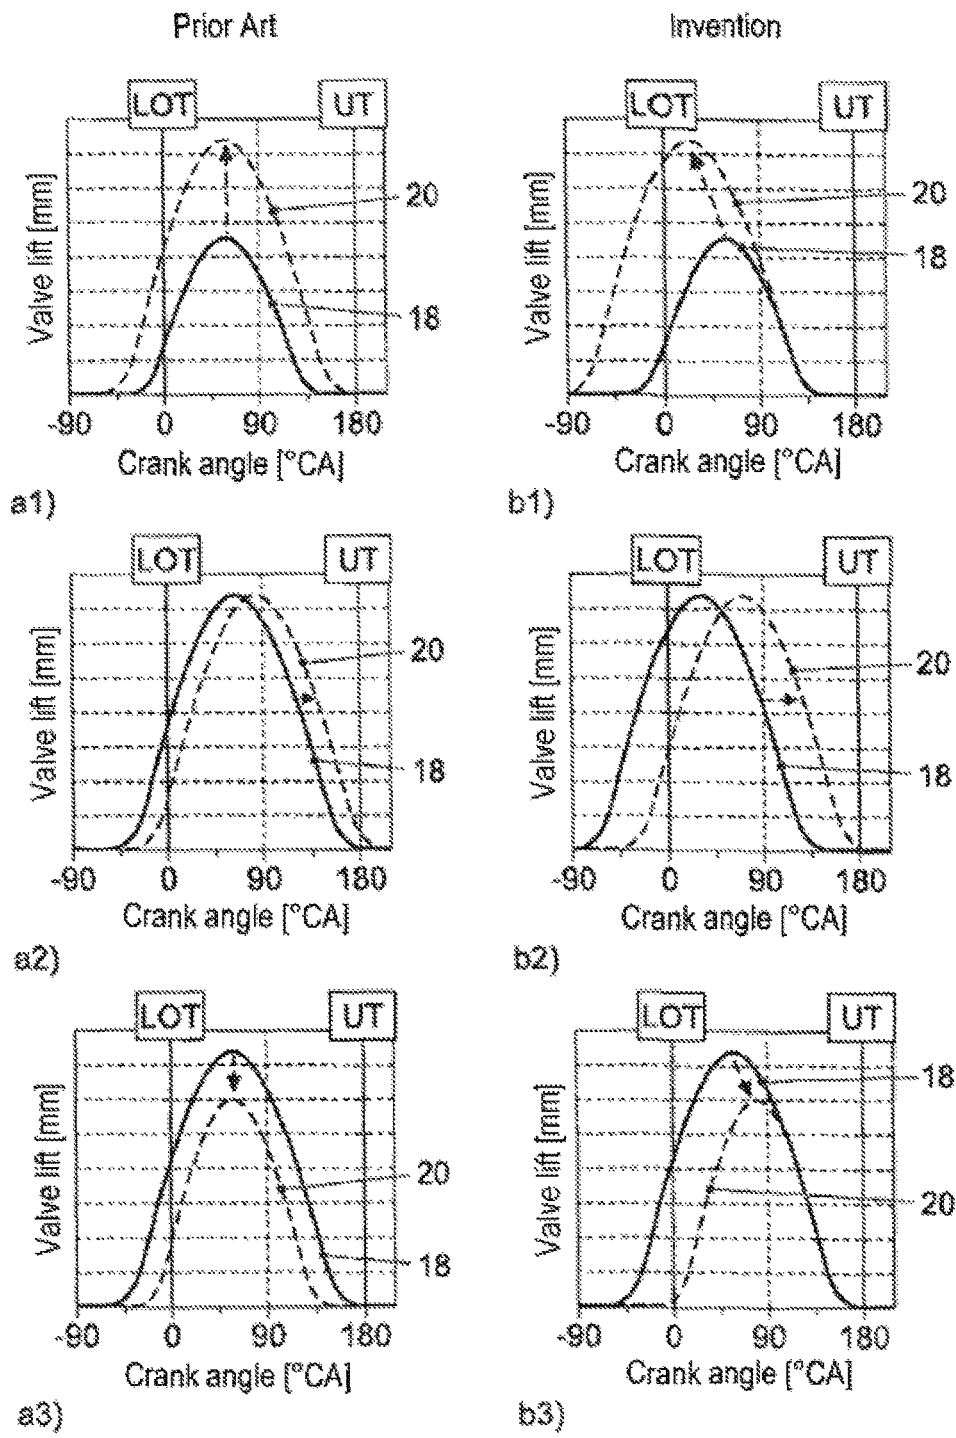 Prior Art
Invention
LOT UT
Valve lift [mm]
20
18
-90 0 90 180
Crank angle [°CA]
a1)
LOT UT
Valve lift [mm]
20
18
-90 0 90 180
Crank angle [°CA]
b1)
LOT UT
Valve lift [mm]
20
18
-90 0 90 180
Crank angle [°CA]
a2)
LOT UT
Valve lift [mm]
20
18
-90 0 90 180
Crank angle [°CA]
b2)
LOT UT
Valve lift [mm]
20
18
-90 0 90 180
Crank angle [°CA]
a3)
LOT UT
Valve lift [mm]
18
20
-90 0 90 180
Crank angle [°CA]
b3)